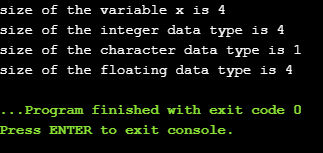 size of the variable x is 4
size of the integer data type is 4
size of the character data type is 1
size of the floating data type is 4
...Program finished with exit code 0
Press ENTER to exit console.